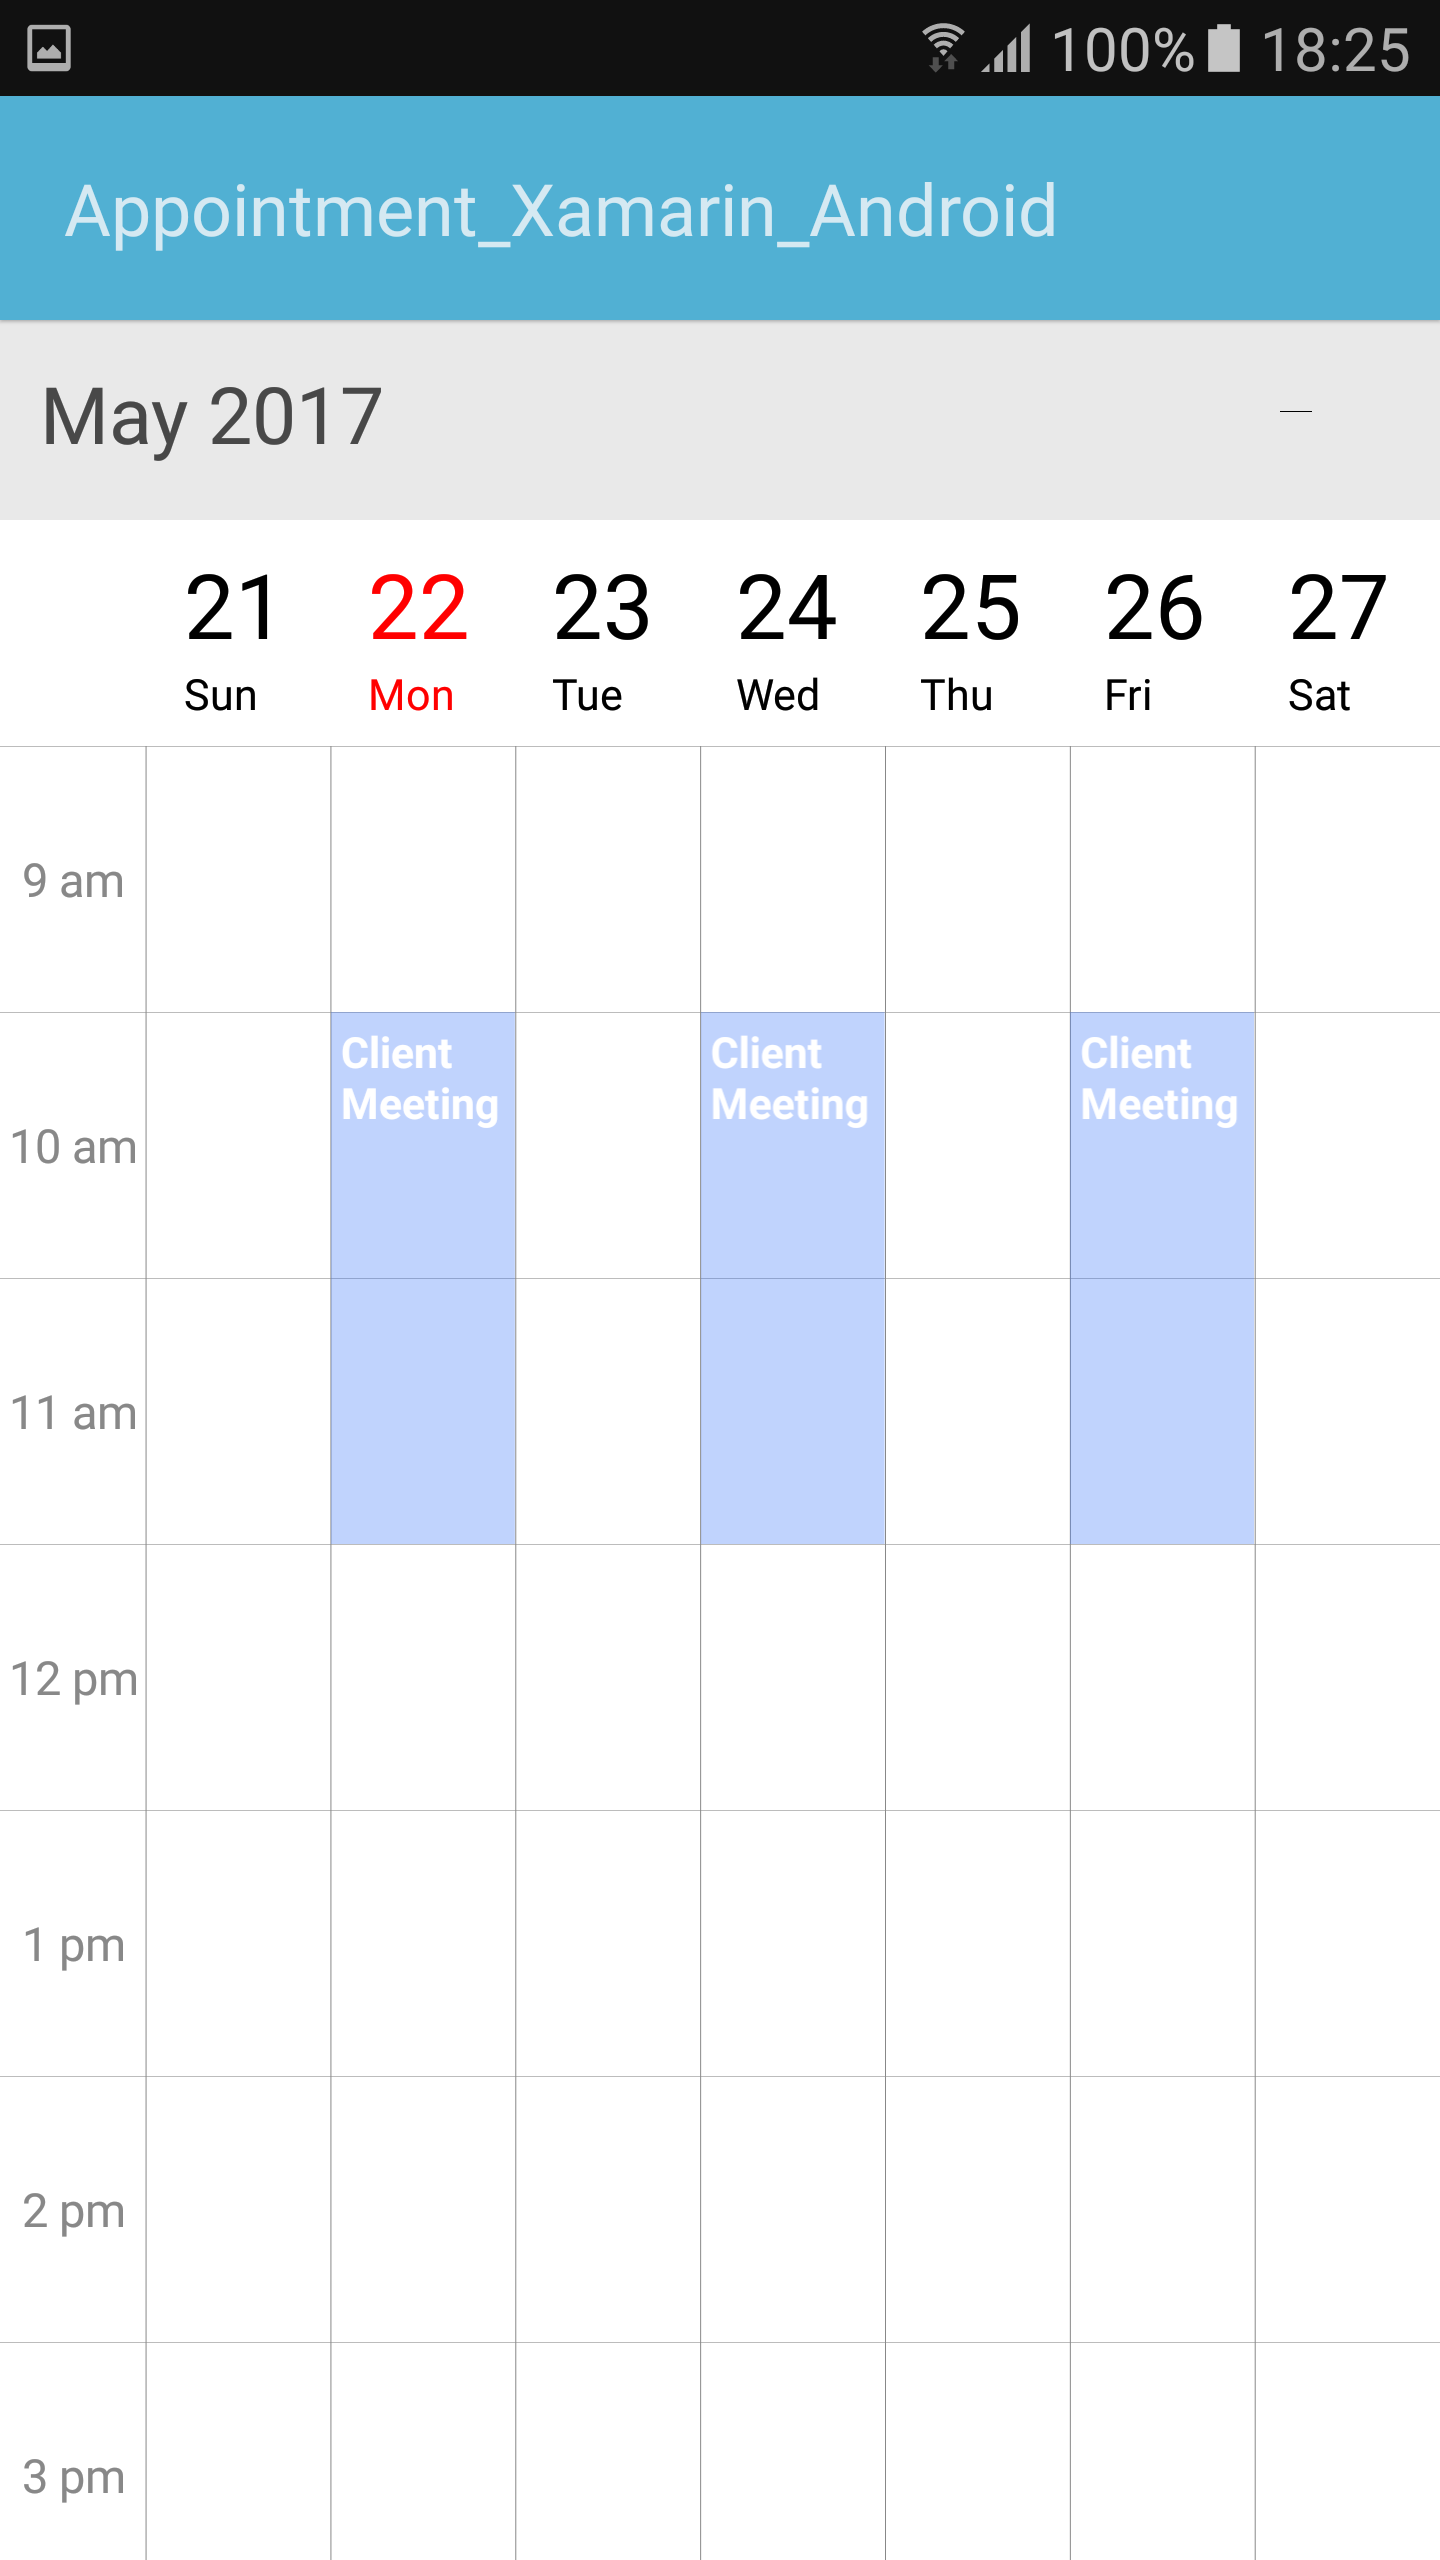 100% 18:25
Appointment_Xamarin_Android
May 2017
21 22 23 24 25 26 27
Sun Mon Tue Wed Thu Fri Sat
9 am
Client Client Client
Meeting Meeting Meeting
10 am
11 am
12 pm
1 pm
2 pm
3 pm